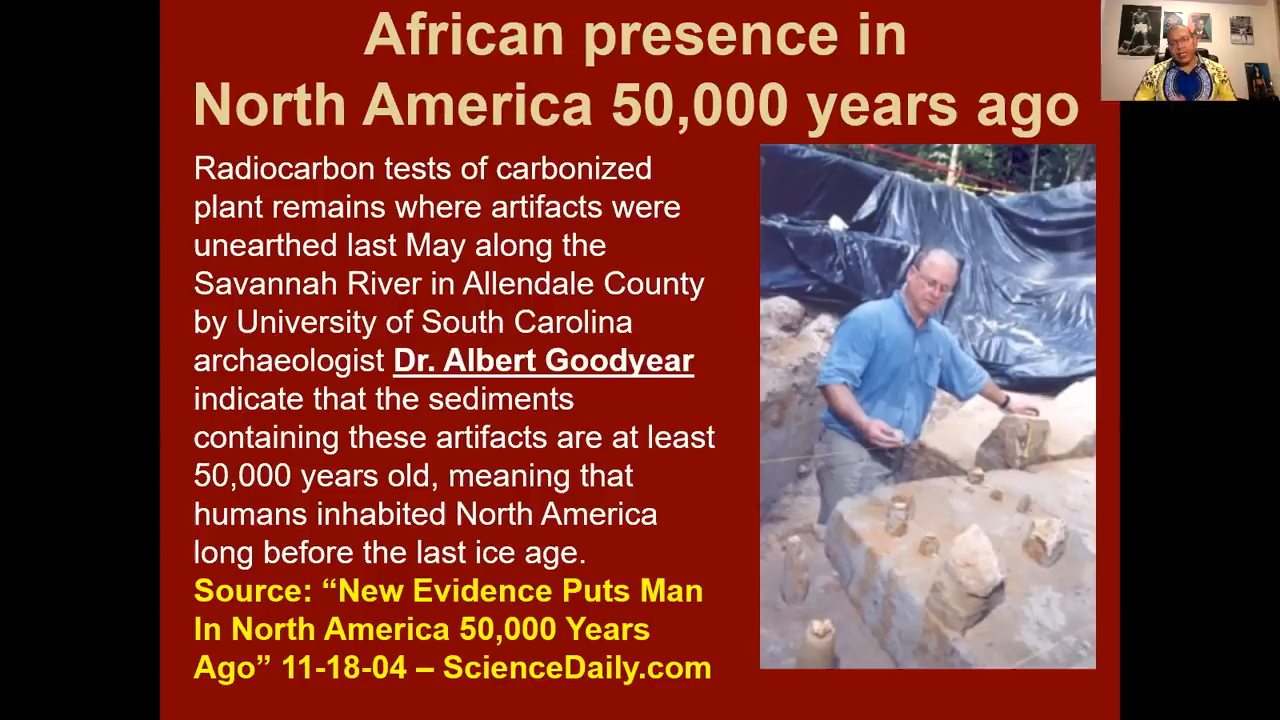 African presence in
North America 50,000 years ago
Radiocarbon tests of carbonized
plant remains where artifacts were
unearthed last May along the
Savannah River in Allendale County
by University of South Carolina
archaeologist Dr. Albert Goodyear
indicate that the sediments
containing these artifacts are at least
50,000 years old, meaning that
humans inhabited North America
long before the last ice age.
Source: “New Evidence Puts Man
In North America 50,000 Years
Ago” 11-18-04 – ScienceDaily.com